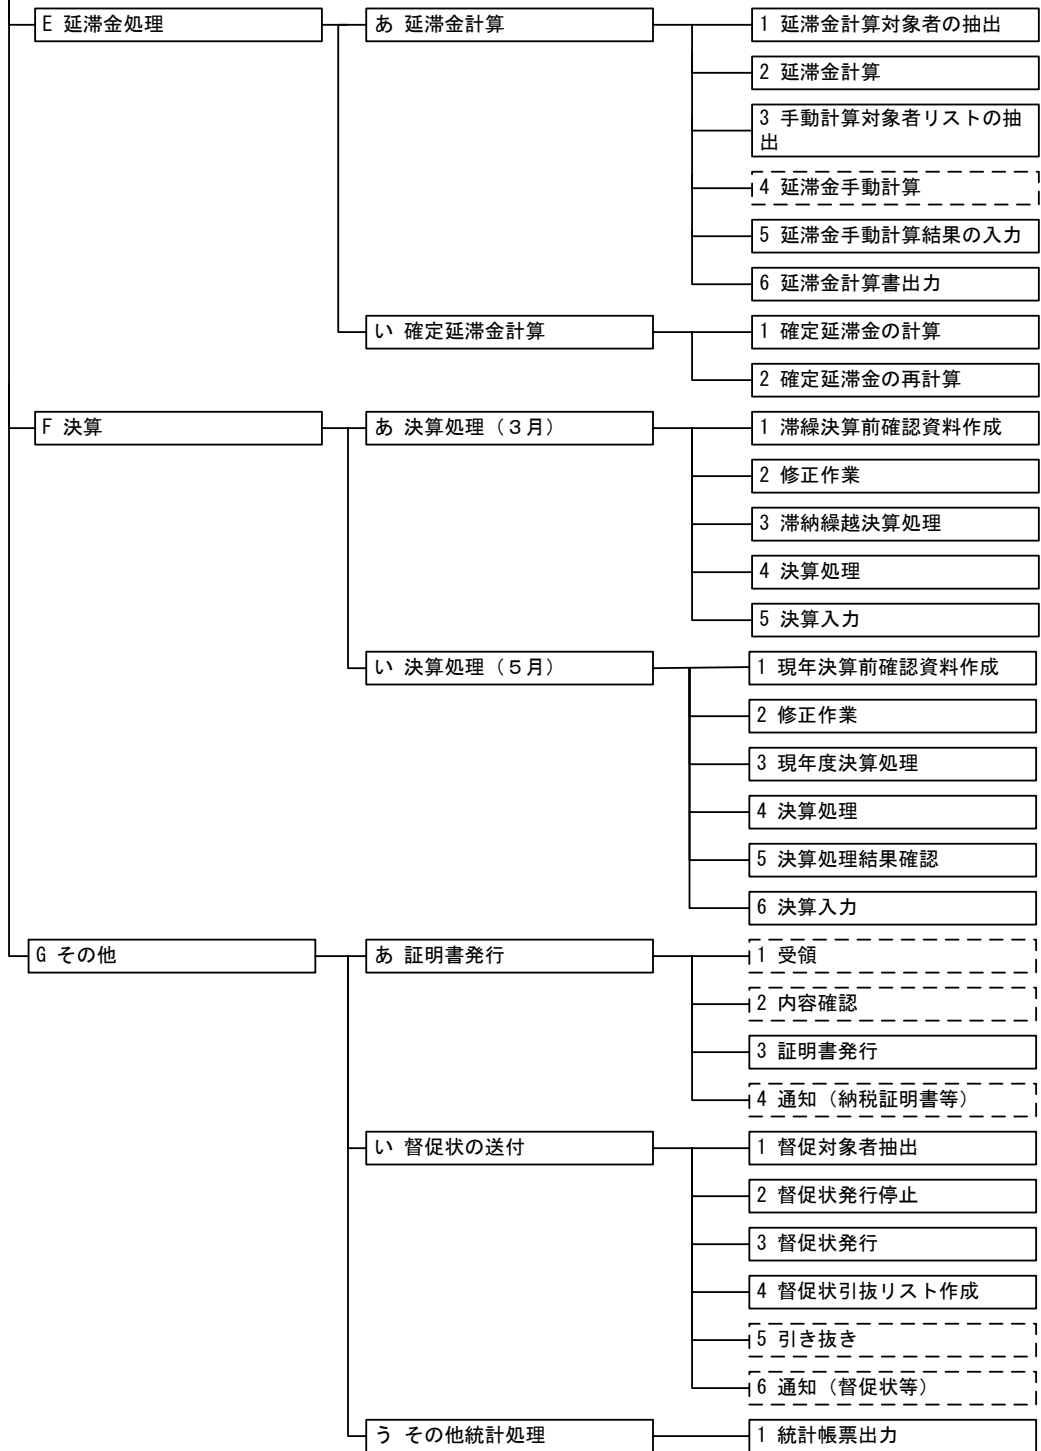 E 延滞金処理
あ 延滞金計算
1 延滞金計算対象者の抽出
2 延滞金計算
3 手動計算対象者リストの抽
出
4 延滞金手動計算
5 延滞金手動計算結果の入力
6 延滞金計算書出力
い 確定延滞金計算
1 確定延滞金の計算
2 確定延滞金の再計算
F 決算
あ 決算処理（３月）
1 滞繰決算前確認資料作成
2 修正作業
3 滞納繰越決算処理
4 決算処理
5 決算入力
い 決算処理（５月）
1 現年決算前確認資料作成
2 修正作業
3 現年度決算処理
4 決算処理
5 決算処理結果確認
6 決算入力
G その他
あ 証明書発行
1 受領
2 内容確認
3 証明書発行
4 通知（納税証明書等）
い 督促状の送付
1 督促対象者抽出
2 督促状発行停止
3 督促状発行
4 督促状引抜リスト作成
5 引き抜き
6 通知（督促状等）
う その他統計処理
1 統計帳票出力